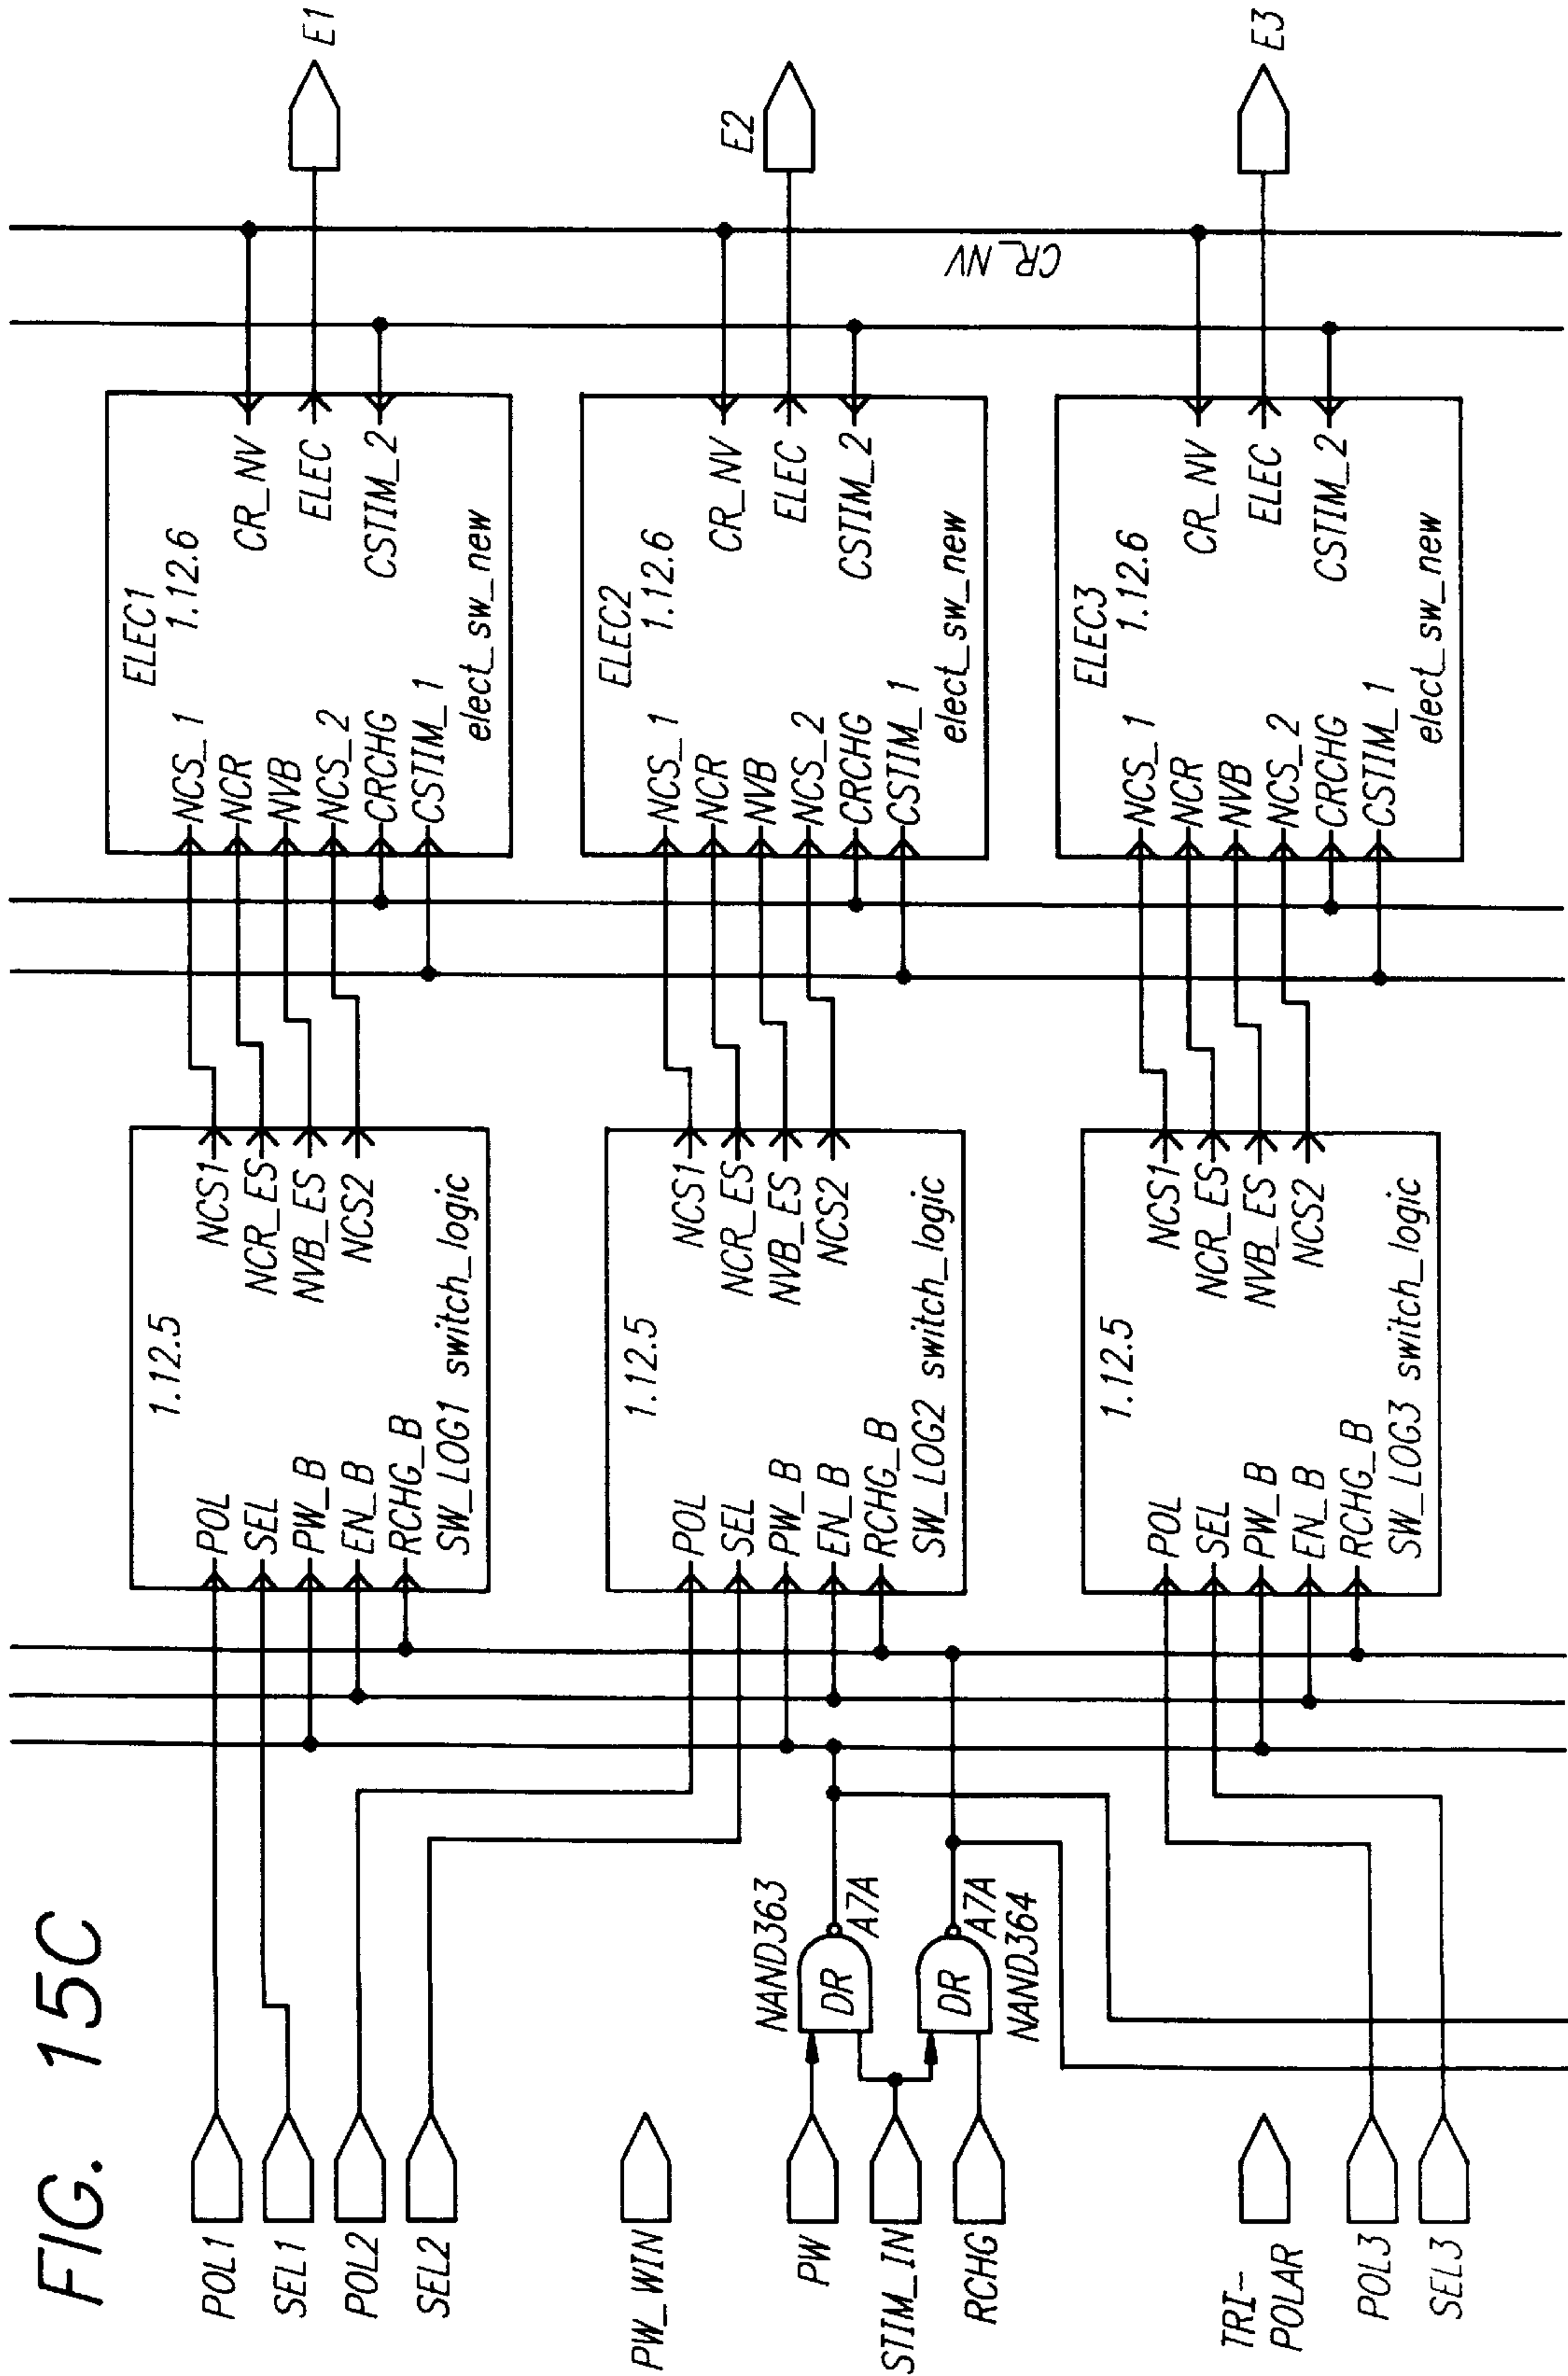 FIG. 15C
POL1
SEL1
POL2
SEL2
PW_WIN
PW
STIM_IN
RCHG
TRI-
POLAR
POL3
SEL3
NAND363
DR
A7A
DR
A7A
NAND364
1.12.5
POL
SEL
PW_B
EN_B
RCHG_B
NCS1
NCR_ES
NVB_ES
NCS2
SW_LOG1 switch_logic
1.12.5
POL
SEL
PW_B
EN_B
RCHG_B
NCS1
NCR_ES
NVB_ES
NCS2
SW_LOG2 switch_logic
1.12.5
POL
SEL
PW_B
EN_B
RCHG_B
NCS1
NCR_ES
NVB_ES
NCS2
SW_LOG3 switch_logic
ELEC1
1.12.6
NCS_1
NCR
NVB
NCS_2
CRCHG
CSTIM_1
CR_NV
ELEC
CSTIM_2
elect_sw_new
ELEC2
1.12.6
NCS_1
NCR
NVB
NCS_2
CRCHG
CSTIM_1
CR_NV
ELEC
CSTIM_2
elect_sw_new
ELEC3
1.12.6
NCS_1
NCR
NVB
NCS_2
CRCHG
CSTIM_1
CR_NV
ELEC
CSTIM_2
elect_sw_new
CR_NV
E1
E2
E3